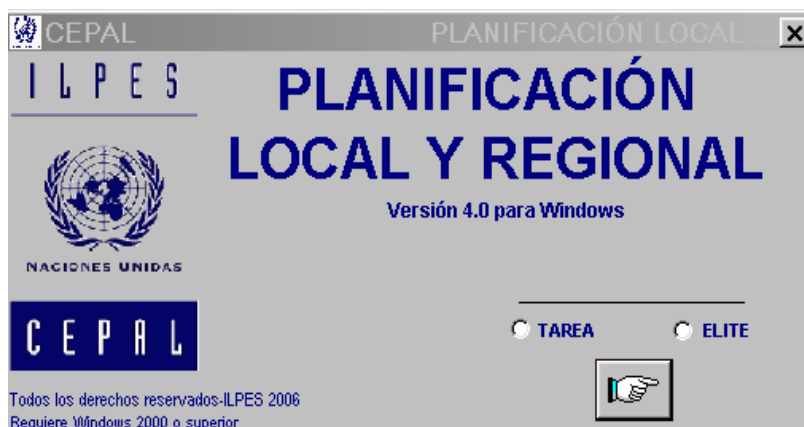 CEPAL PLANIFICACIÓN LOCAL ...
ILPES
PLANIFICACIÓN
LOCAL Y REGIONAL
Versión 4.0 para Windows
NACIONES UNIDAS
CEPAL
TAREA ELITE
Todos los derechos reservados-ILPES 2006
Requiere Windows 2000 o superior